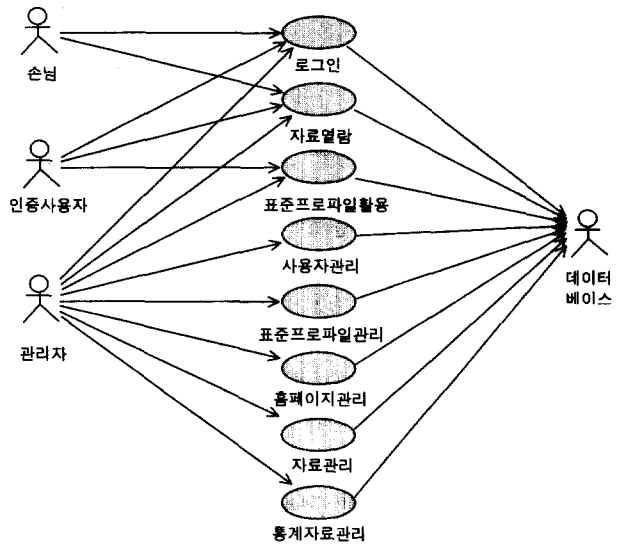 손님
로그인
자료열람
인증사용자
표준프로파일활용
사용자관리
데이터
베이스
표준프로파일관리
관리자
홈페이지관리
자료관리
통계자료관리